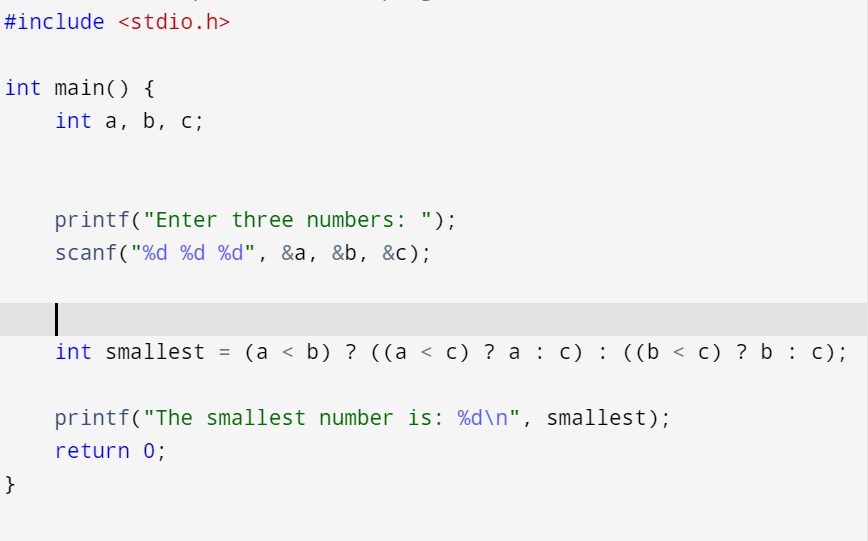 #include <stdio.h>
int main() {
    int a, b, c;
    printf("Enter three numbers: ");
    scanf("%d %d %d", &a, &b, &c);
    int smallest = (a < b) ? ((a < c) ? a : c) : ((b < c) ? b : c);
    printf("The smallest number is: %d\n", smallest);
    return 0;
}